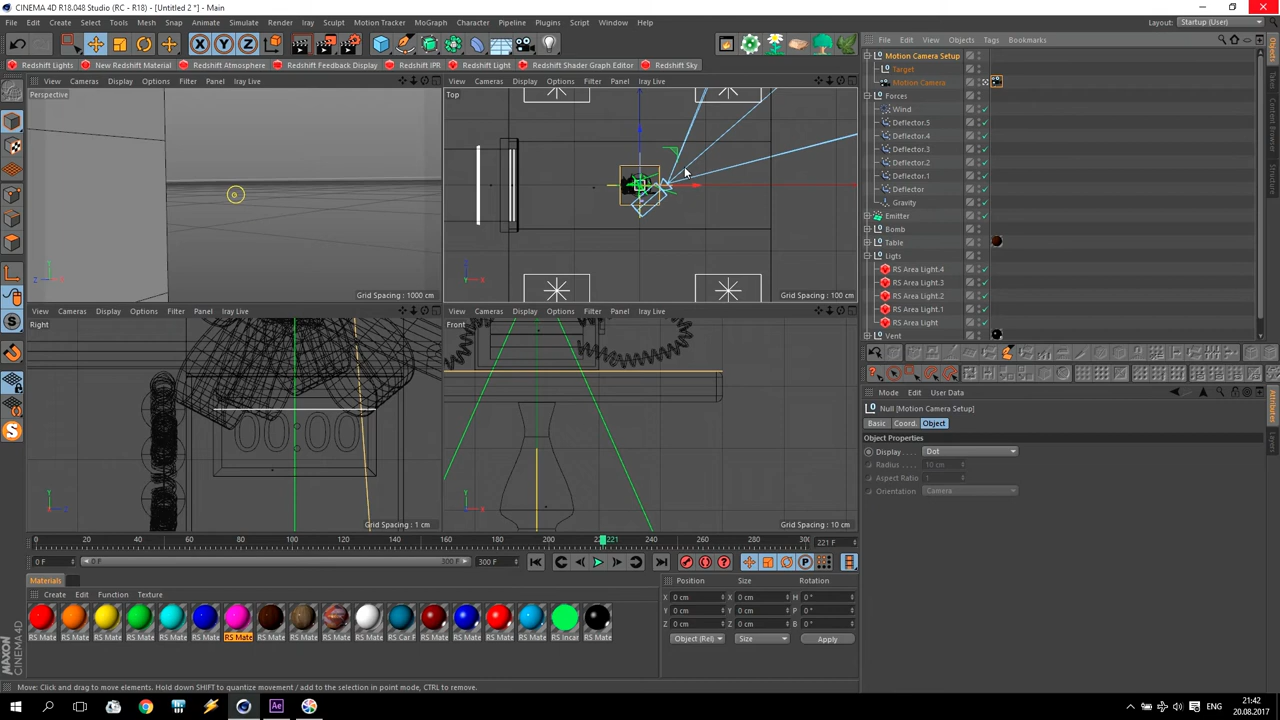 CINEMA 4D R18.048 Studio (RC - R18) - [Untitled 2 *] - Main
File Edit Create Select Tools Mesh Snap Animate Simulate Render Sculpt Motion Tracker MoGraph Character Pipeline Plugins Script Window Help
Layout: Startup (User)
Redshift Lights New Redshift Material Redshift Atmosphere Redshift Feedback Display Redshift IPR Redshift Light Redshift Shader Graph Editor Redshift Sky
File Edit View Objects Tags Bookmarks
View Cameras Display Options Filter Panel Iray Live
Perspective
Grid Spacing : 1000 cm
View Cameras Display Options Filter Panel Iray Live
Top
Grid Spacing : 100 cm
View Cameras Display Options Filter Panel Iray Live
Right
Grid Spacing : 1 cm
View Cameras Display Options Filter Panel Iray Live
Front
Grid Spacing : 10 cm
Motion Camera Setup
Target
Motion Camera
Forces
Wind
Deflector.5
Deflector.4
Deflector.3
Deflector.2
Deflector.1
Deflector
Gravity
Emitter
Bomb
Table
Ligts
RS Area Light.4
RS Area Light.3
RS Area Light.2
RS Area Light.1
RS Area Light
Vent
Objects
Takes
Structure
Mode Edit User Data
Null [Motion Camera Setup]
Basic Coord. Object
Object Properties
Display Dot
Radius 10 cm
Aspect Ratio 1
Orientation Camera
Attributes
Layers
0 20 40 60 80 100 120 140 160 180 200 221 240 260 280 300
221 F
0 F 300 F 300 F
Materials
Create Edit Function Texture
RS Mate RS Mate RS Mate RS Mate RS Mate RS Mate RS Mate RS Mate RS Mate RS Mate RS Mate RS Car F RS Mate RS Mate RS Mate RS Mate RS Incan RS Mate
Position Size Rotation
X 0 cm X 0 cm H 0 °
Y 0 cm Y 0 cm P 0 °
Z 0 cm Z 0 cm B 0 °
Object (Rel) Size Apply
MAXON CINEMA 4D
Move: Click and drag to move elements. Hold down SHIFT to quantize movement / add to the selection in point mode, CTRL to remove.
ENG
21:42
20.08.2017